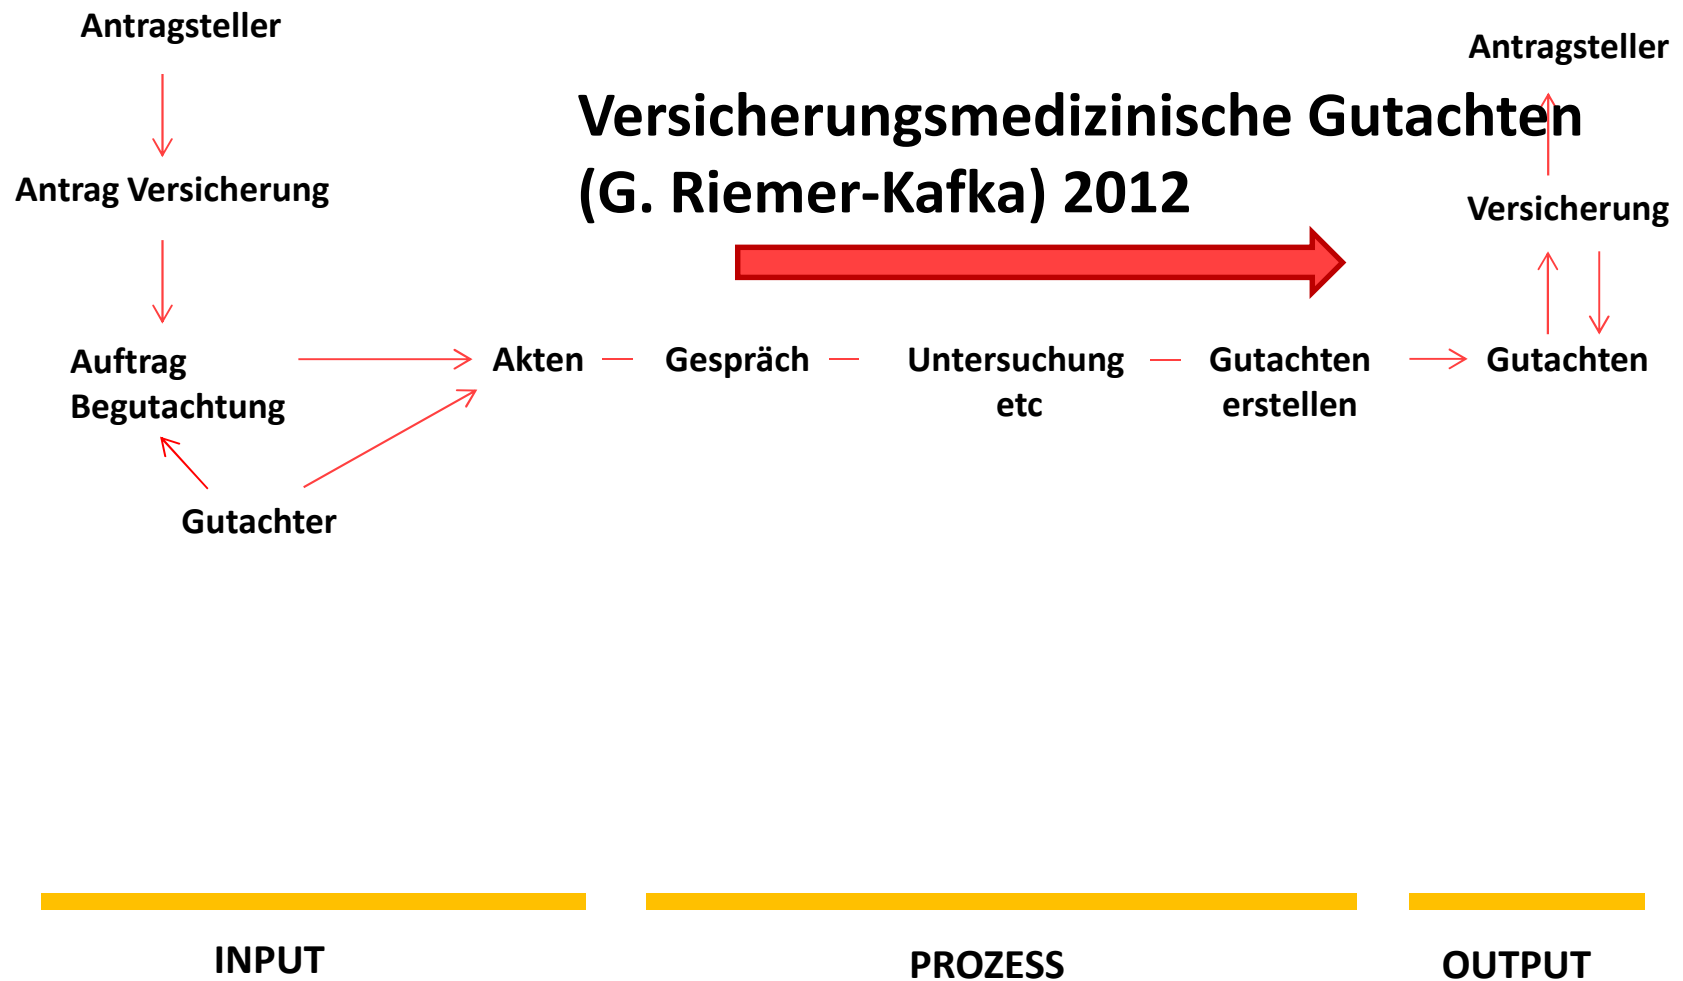 Antragsteller
Antragsteller
Versicherungsmedizinische Gutachten
(G. Riemer-Kafka) 2012
Antrag Versicherung
Versicherung
Auftrag
Begutachtung
Akten
Gespräch
Untersuchung
etc
Gutachten
erstellen
Gutachten
Gutachter
INPUT
PROZESS
OUTPUT